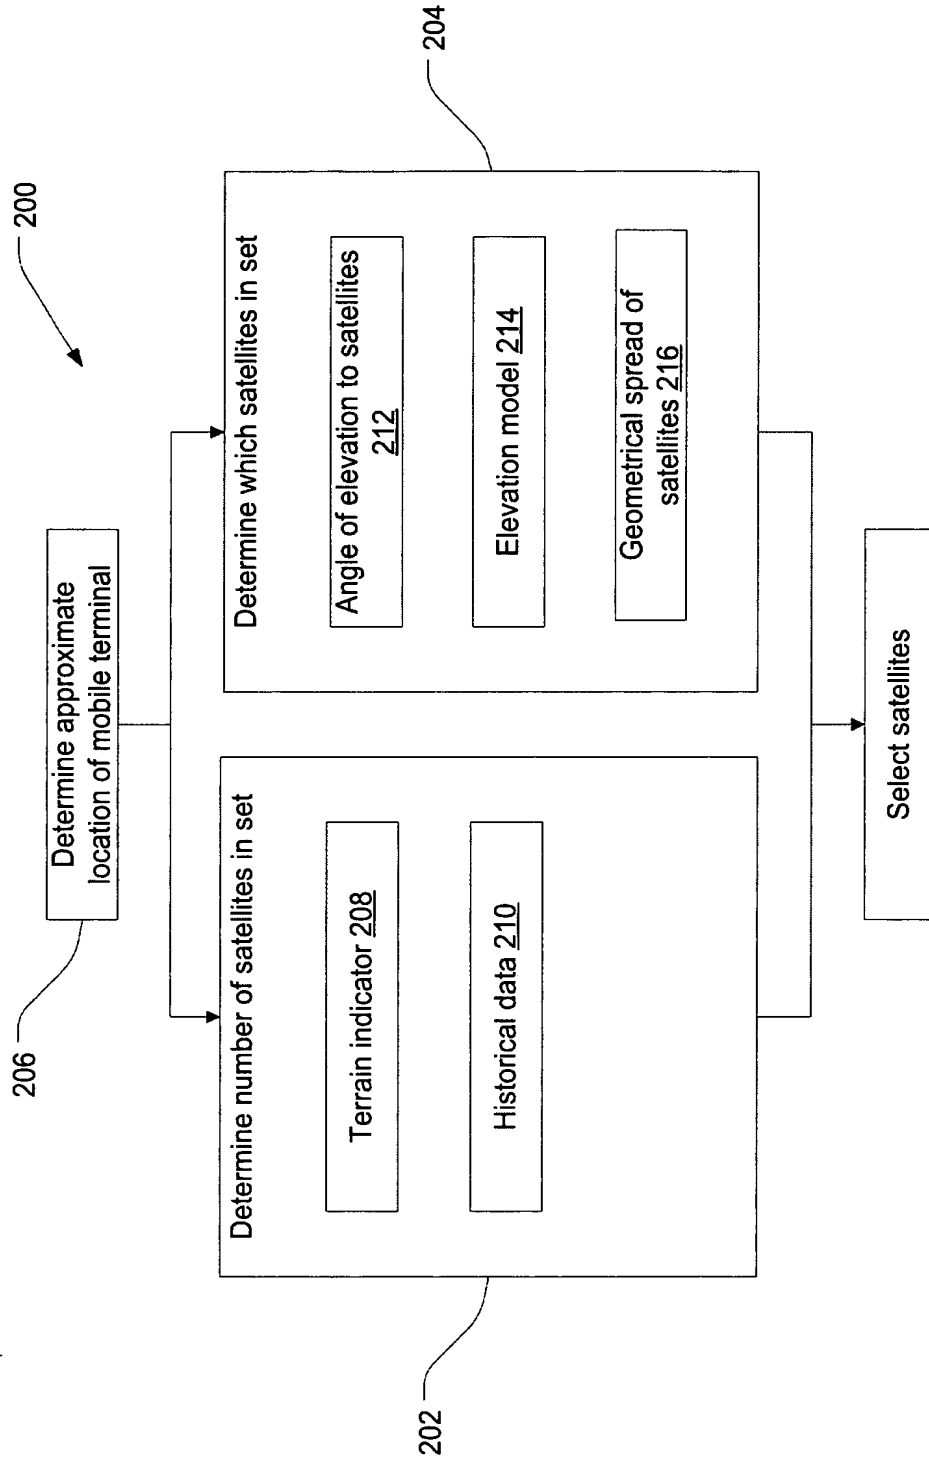 200
206
Determine approximate
location of mobile terminal
Determine number of satellites in set
Terrain indicator 208
Historical data 210
202
Determine which satellites in set
Angle of elevation to satellites
212
Elevation model 214
Geometrical spread of
satellites 216
204
Select satellites